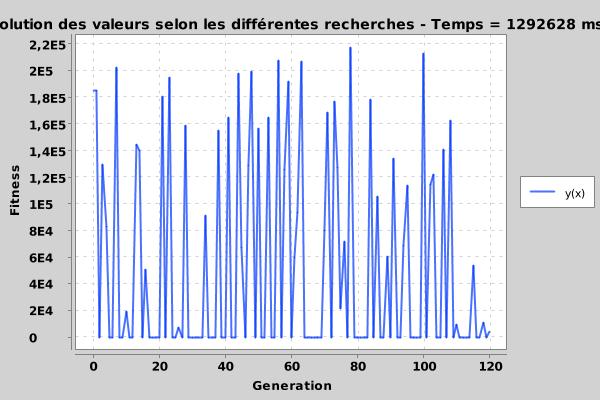 olution des valeurs selon les différentes recherches - Temps = 1292628 ms
2,2E5
2E5
1,8E5
1,6E5
1,4E5
1,2E5
1E5
8E4
6E4
4E4
2E4
0
Fitness
y(x)
0 20 40 60 80 100 120
Generation